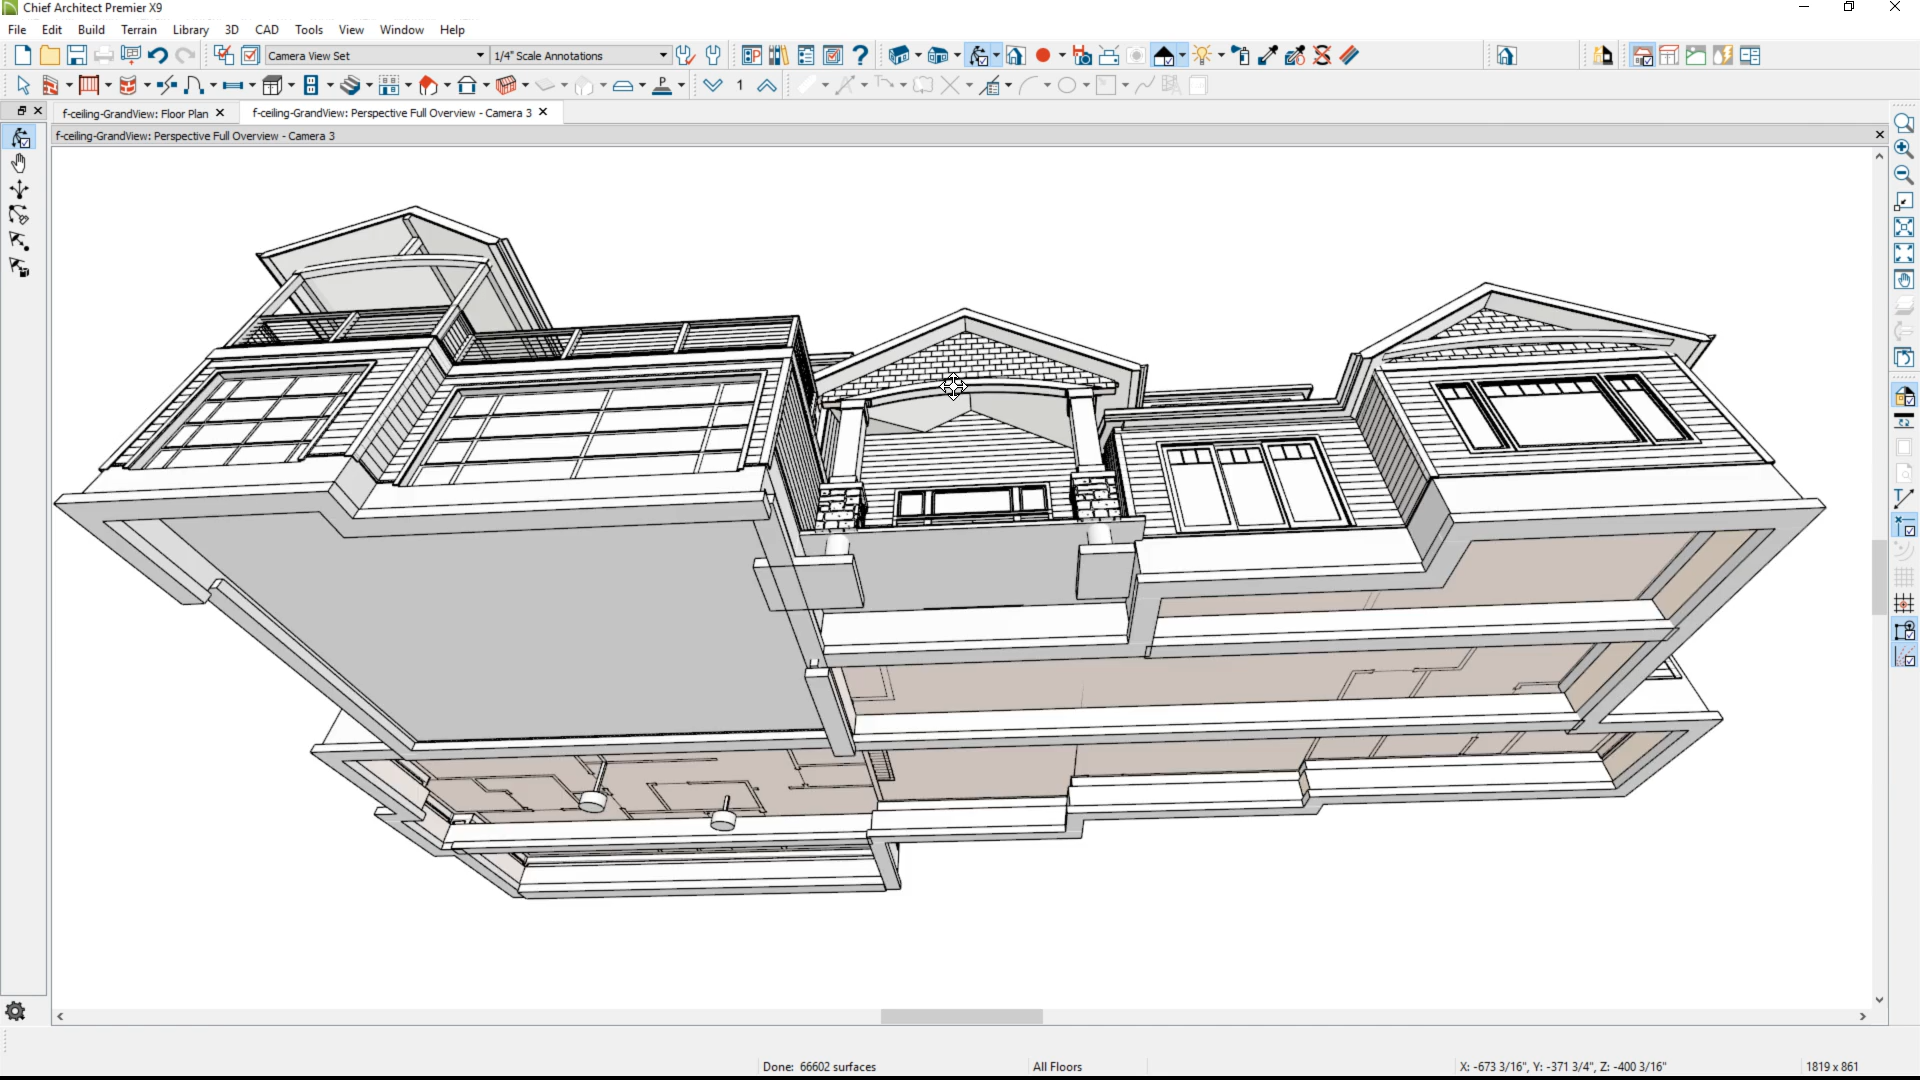 Chief Architect Premier X9
File Edit Build Terrain Library 3D CAD Tools View Window Help
Camera View Set 1/4" Scale Annotations
1
f-ceiling-GrandView: Floor Plan f-ceiling-GrandView: Perspective Full Overview - Camera 3
f-ceiling-GrandView: Perspective Full Overview - Camera 3
Done: 66602 surfaces All Floors X: -673 3/16", Y: -371 3/4", Z: -400 3/16" 1819 x 861